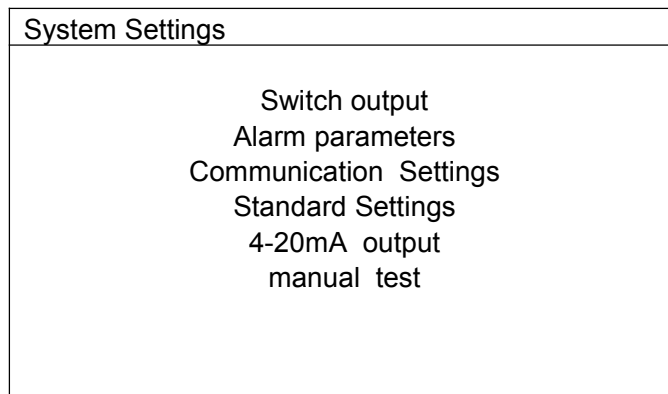 System Settings
Switch output
Alarm parameters
Communication Settings
Standard Settings
4-20mA output
manual test